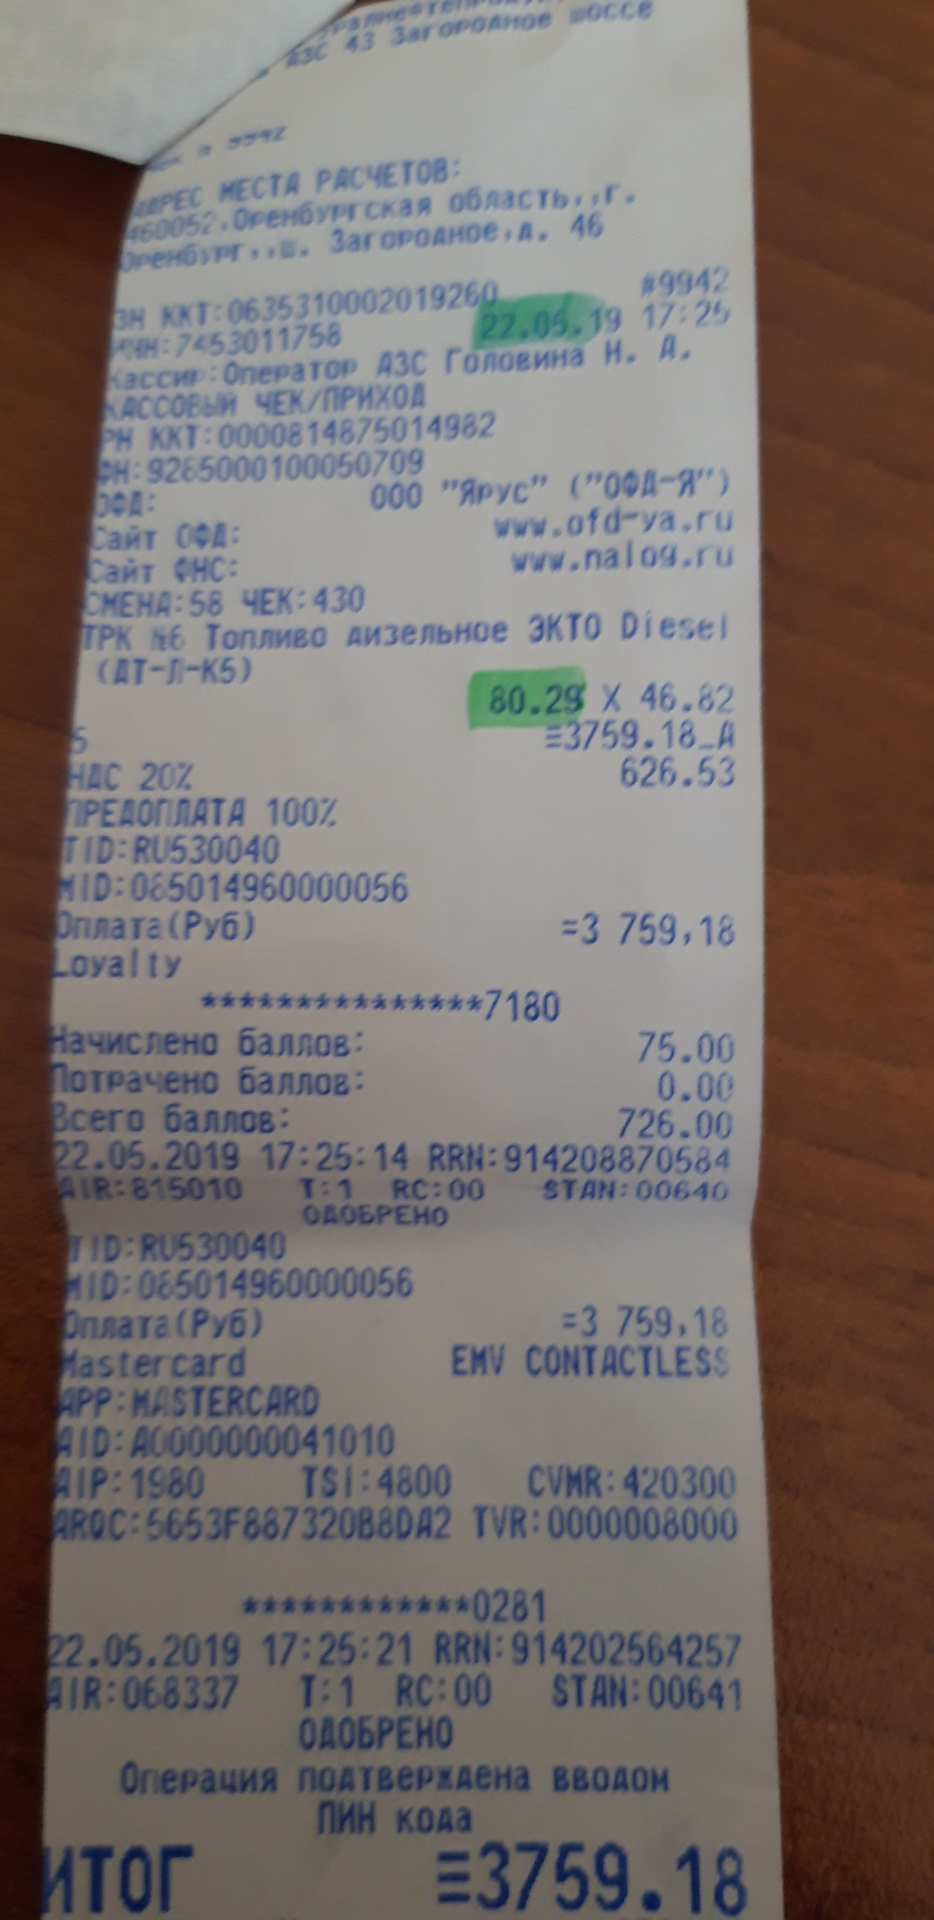 АЗС 43 Загородное шоссе
9942
АДРЕС МЕСТА РАСЧЕТОВ:
460052,Оренбургская область,,г.
Оренбург,,ш. Загородное,д. 46
ЗН ККТ:0635310002019260 #9942
ИНН:7453011758 22.05.19 17:25
Кассир:Оператор АЗС Головина Н. А.
КАССОВЫЙ ЧЕК/ПРИХОД
РН ККТ:0000814875014982
ФН:9285000100050709
ОФД: ООО "Ярус" ("ОФД-Я")
Сайт ОФД: www.ofd-ya.ru
Сайт ФНС: www.nalog.ru
СМЕНА:58 ЧЕК:430
ТРК №6 Топливо дизельное ЭКТО Diesel
(ДТ-Л-К5)
80.29 X 46.82
5 ≡3759.18_А
НДС 20% 626.53
ПРЕДОПЛАТА 100%
TID:RU530040
MID:065014960000056
Оплата(Руб) =3 759,18
Loyalty
***************7180
Начислено баллов: 75.00
Потрачено баллов: 0.00
Всего баллов: 726.00
22.05.2019 17:25:14 RRN:914208870584
AIR:815010 T:1 RC:00 STAN:00640
ОДОБРЕНО
TID:RU530040
MID:065014960000056
Оплата(Руб) =3 759,18
Mastercard EMV CONTACTLESS
APP:MASTERCARD
AID:A0000000041010
AIP:1980 TSI:4800 CVMR:420300
ARQC:5653F887320B8DA2 TVR:0000008000
************0281
22.05.2019 17:25:21 RRN:914202564257
AIR:068337 T:1 RC:00 STAN:00641
ОДОБРЕНО
Операция подтверждена вводом
ПИН кода
ИТОГ ≡3759.18